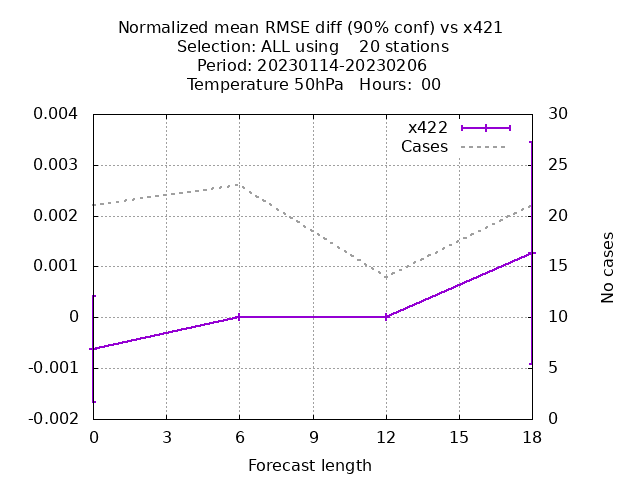 Normalized mean RMSE diff (90% conf) vs x421
Selection: ALL using    20 stations
Period: 20230114-20230206
Temperature 50hPa   Hours:  00
0.004
0.003
0.002
0.001
0
-0.001
-0.002
30
25
20
15
10
5
0
x422
Cases
No cases
0 3 6 9 12 15 18
Forecast length